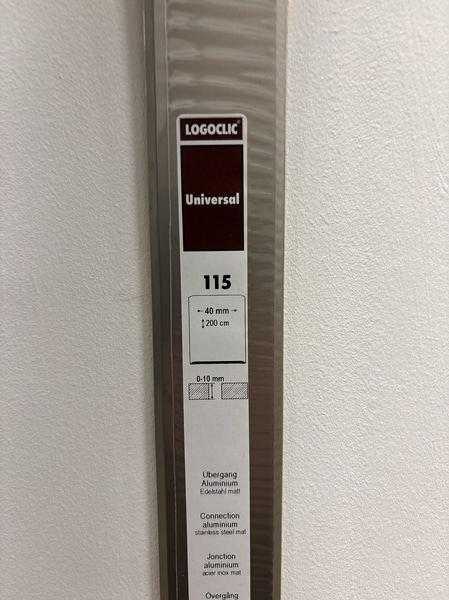 LOGOCLIC®
Universal
115
40 mm
200 cm
0-10 mm
Übergang
Aluminium
Edelstahl matt
Connection
aluminium
stainless steel mat
Jonction
aluminium
acier inox mat
Övergång